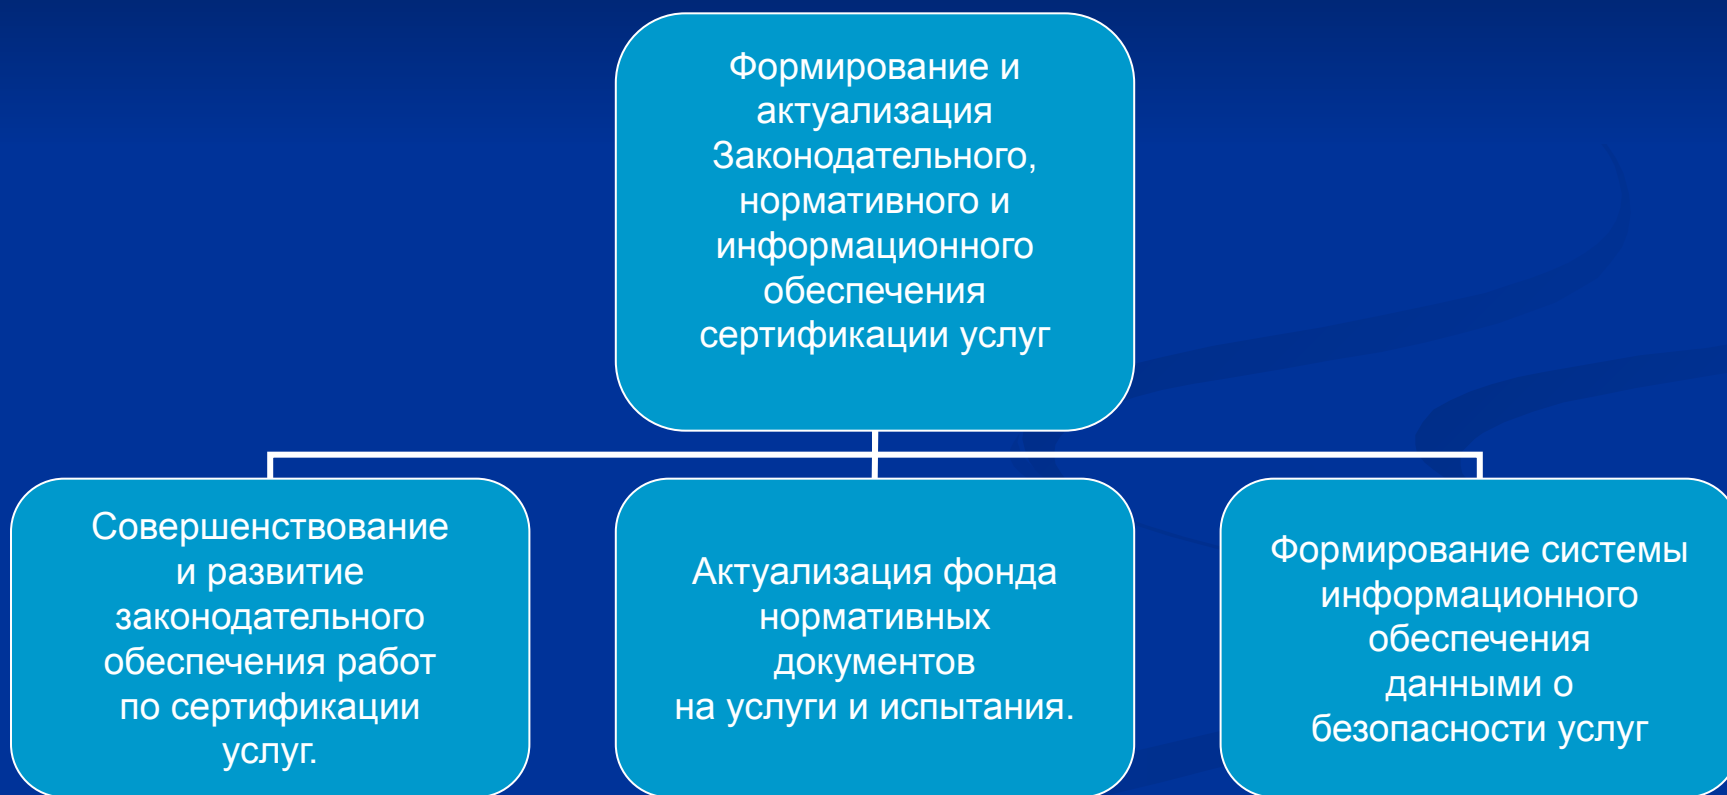 Формирование и
актуализация
Законодательного,
нормативного и
информационного
обеспечения
сертификации услуг
Совершенствование
и развитие
законодательного
обеспечения работ
по сертификации
услуг.
Актуализация фонда
нормативных
документов
на услуги и испытания.
Формирование системы
информационного
обеспечения
данными о
безопасности услуг